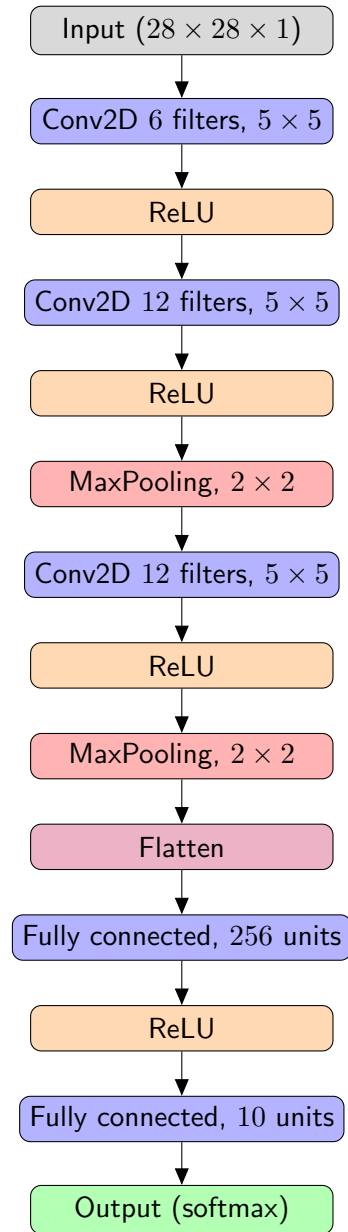 Input (28 × 28 × 1)
Conv2D 6 filters, 5 × 5
ReLU
Conv2D 12 filters, 5 × 5
ReLU
MaxPooling, 2 × 2
Conv2D 12 filters, 5 × 5
ReLU
MaxPooling, 2 × 2
Flatten
Fully connected, 256 units
ReLU
Fully connected, 10 units
Output (softmax)